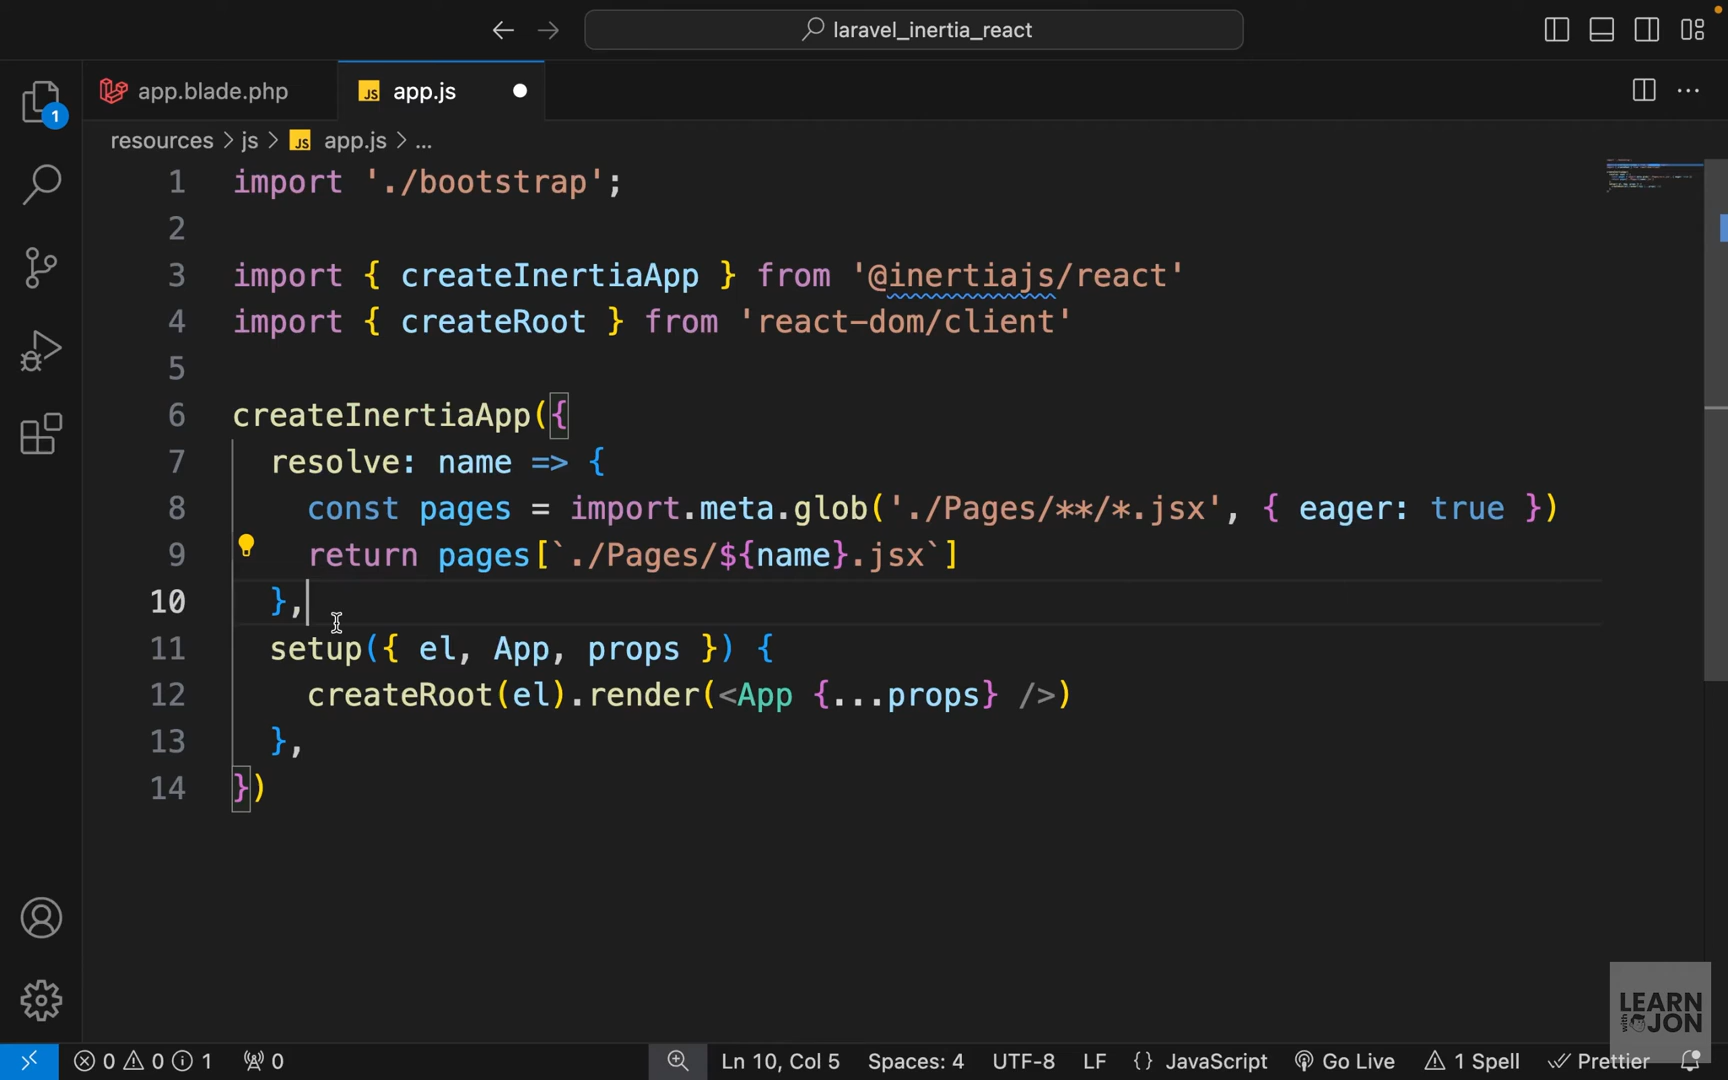 laravel_inertia_react
1
app.blade.php
JS app.js
resources > js > JS app.js > ...
1 import './bootstrap';
2
3 import { createInertiaApp } from '@inertiajs/react'
4 import { createRoot } from 'react-dom/client'
5
6 createInertiaApp({
7 resolve: name => {
8 const pages = import.meta.glob('./Pages/**/*.jsx', { eager: true })
9 return pages[`./Pages/${name}.jsx`]
10 },
11 setup({ el, App, props }) {
12 createRoot(el).render(<App {...props} />)
13 },
14 })
LEARN
with
JON
0 0 1 0 Ln 10, Col 5 Spaces: 4 UTF-8 LF {} JavaScript Go Live 1 Spell Prettier